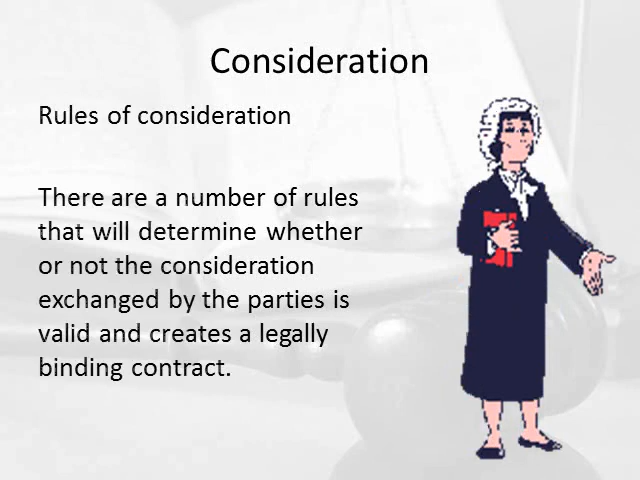 Consideration
Rules of consideration
There are a number of rules
that will determine whether
or not the consideration
exchanged by the parties is
valid and creates a legally
binding contract.